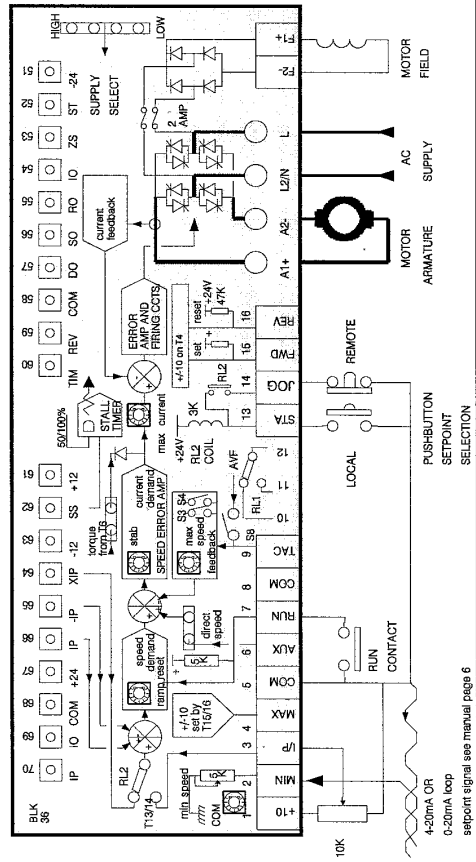 HIGH
LOW
SUPPLY
SELECT
51
52
53
54
55
56
57
58
59
60
61
62
63
64
65
66
67
68
69
70
-24
ST
ZS
IO
RO
SO
DO
COM
REV
TIM
+12
SS
-12
XIP
-IP
IP
+24
COM
IO
IP
BLK
36
current
feedback
2
AMP
ERROR
AMP AND
FIRING CCTS
50/100%
STALL
TIMER
max current
+/-10 on T4
reset
+24V
47K
set
RL2
3K
+24V
RL2
COIL
torque
from T6
stab
current
demand
SPEED ERROR AMP
max
speed
feedback
S3 S4
AVF
S8
RL1
direct
speed
speed
demand
ramp
reset
5
K
+/-10
set by
T15/16
RL2
T13/14
min speed
COM
5
K
F1+
F2-
L
L2/N
A2-
A1+
16
REV
15
FWD
14
JOG
13
STA
12
11
10
9
TAC
8
COM
7
RUN
6
AUX
5
COM
4
MAX
3
I/P
2
MIN
1
+10
MOTOR
FIELD
AC
SUPPLY
MOTOR
ARMATURE
REMOTE
LOCAL
PUSHBUTTON
SETPOINT
SELECTION
RUN
CONTACT
10K
4-20mA OR
0-20mA loop
setpoint signal see manual page 6